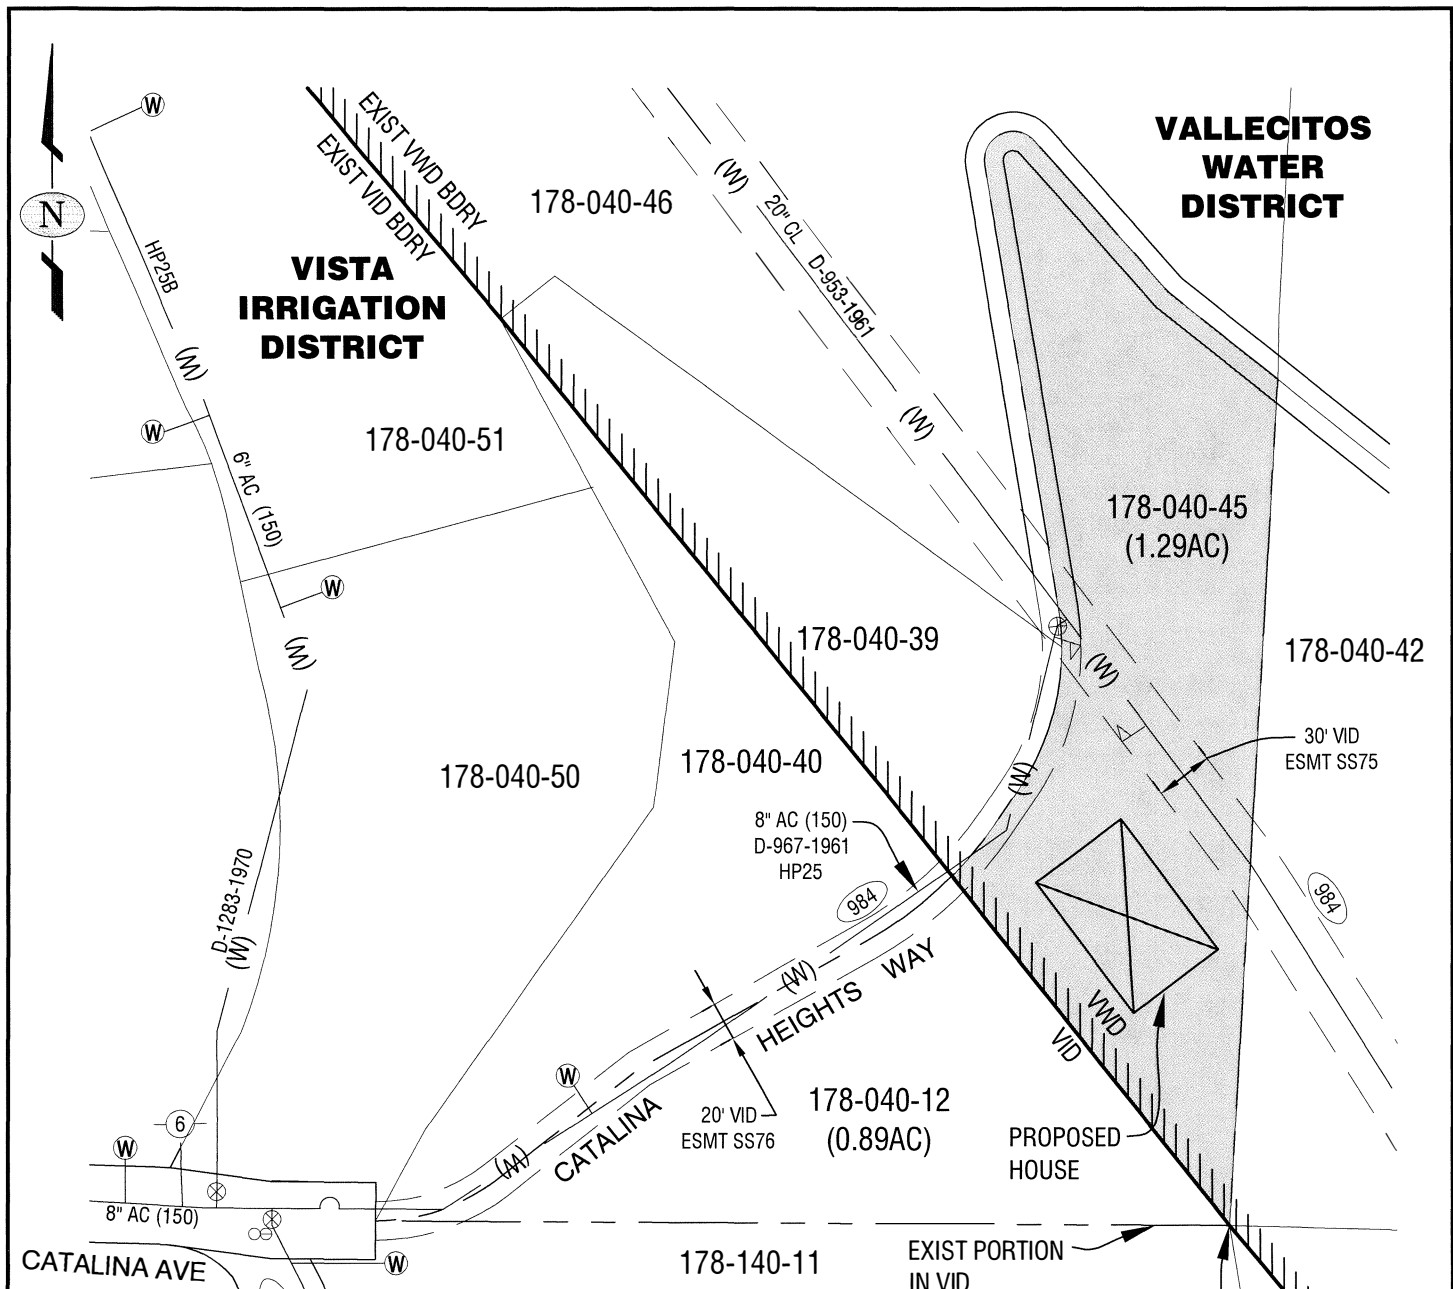 VALLECITOS
WATER
DISTRICT
W
EXIST VWD BDRY
EXIST VID BDRY
N
178-040-46
(W)
20" CL D-953-1961
HP25B
VISTA
IRRIGATION
DISTRICT
(W)
W
(W)
178-040-51
6" AC (150)
178-040-45
(1.29AC)
W
(W)
178-040-39
178-040-42
(W)
30' VID
ESMT SS75
178-040-50
178-040-40
(W)
8" AC (150)
D-967-1961
HP25
984
984
D-1283-1970
(W)
(W)
HEIGHTS WAY
VWD
VID
W
CATALINA
20' VID
ESMT SS76
178-040-12
(0.89AC)
PROPOSED
HOUSE
6
W
(W)
8" AC (150)
CATALINA AVE
W
178-140-11
EXIST PORTION
IN VID